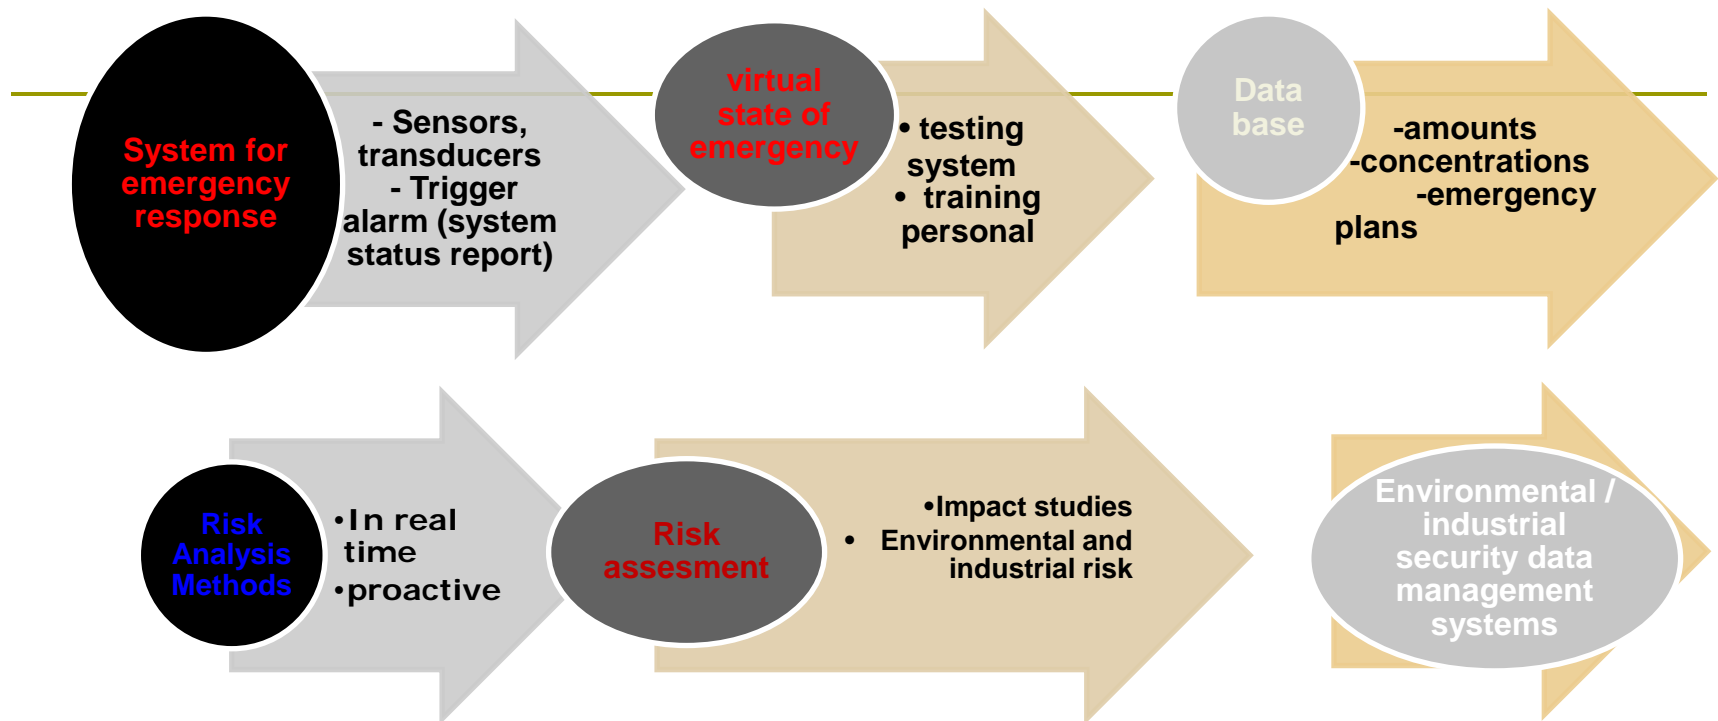 System for
emergency
response
- Sensors,
transducers
- Trigger
alarm (system
status report)
virtual
state of
emergency
• testing
system
• training
personal
Data
base
-amounts
-concentrations
-emergency
plans
Risk
Analysis
Methods
•In real
time
•proactive
Risk
assesment
•Impact studies
• Environmental and
industrial risk
Environmental /
industrial
security data
management
systems